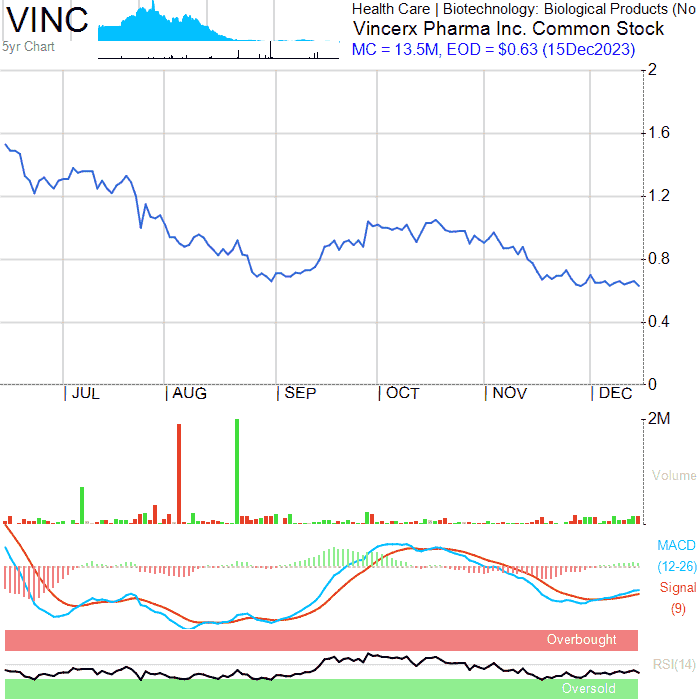 VINC
5yr Chart
Health Care | Biotechnology: Biological Products (No
Vincerx Pharma Inc. Common Stock
MC = 13.5M, EOD = $0.63 (15Dec2023)
2
1.6
1.2
0.8
0.4
0
JUL AUG SEP OCT NOV DEC
2M
Volume
MACD
(12-26)
Signal
(9)
Overbought
RSI(14)
Oversold